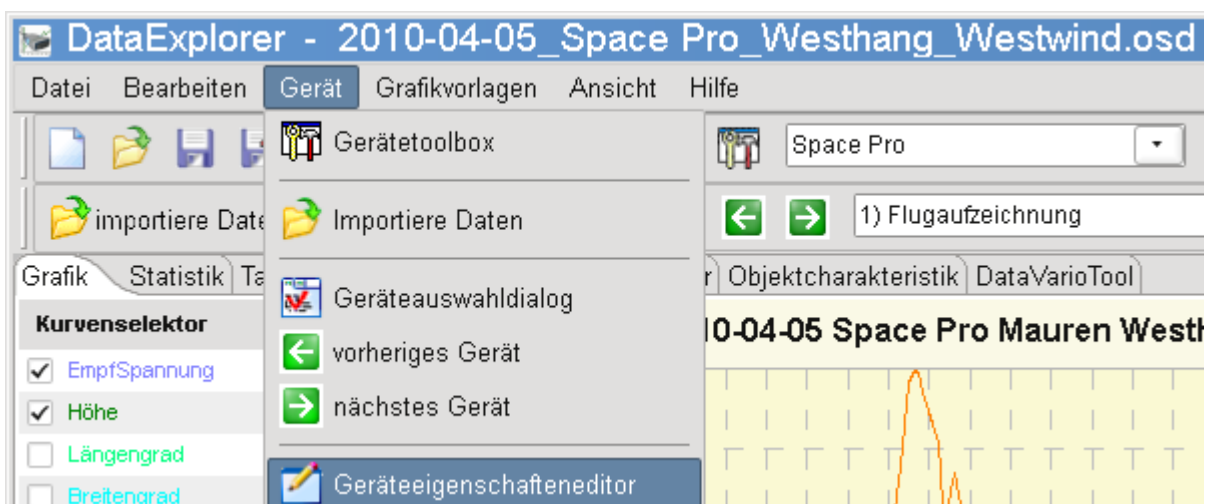 DataExplorer - 2010-04-05_Space Pro_Westhang_Westwind.osd
Datei Bearbeiten Gerät Grafikvorlagen Ansicht Hilfe
Gerätetoolbox
Space Pro
importiere
Importiere Daten
1) Flugaufzeichnung
Grafik Statistik
Objektcharakteristik DataVarioTool
Geräteauswahldialog
Kurvenselektor
10-04-05 Space Pro Mauren
vorheriges Gerät
EmpfSpannung
nächstes Gerät
Höhe
Längengrad
Geräteeigenschafteneditor
Breitengrad